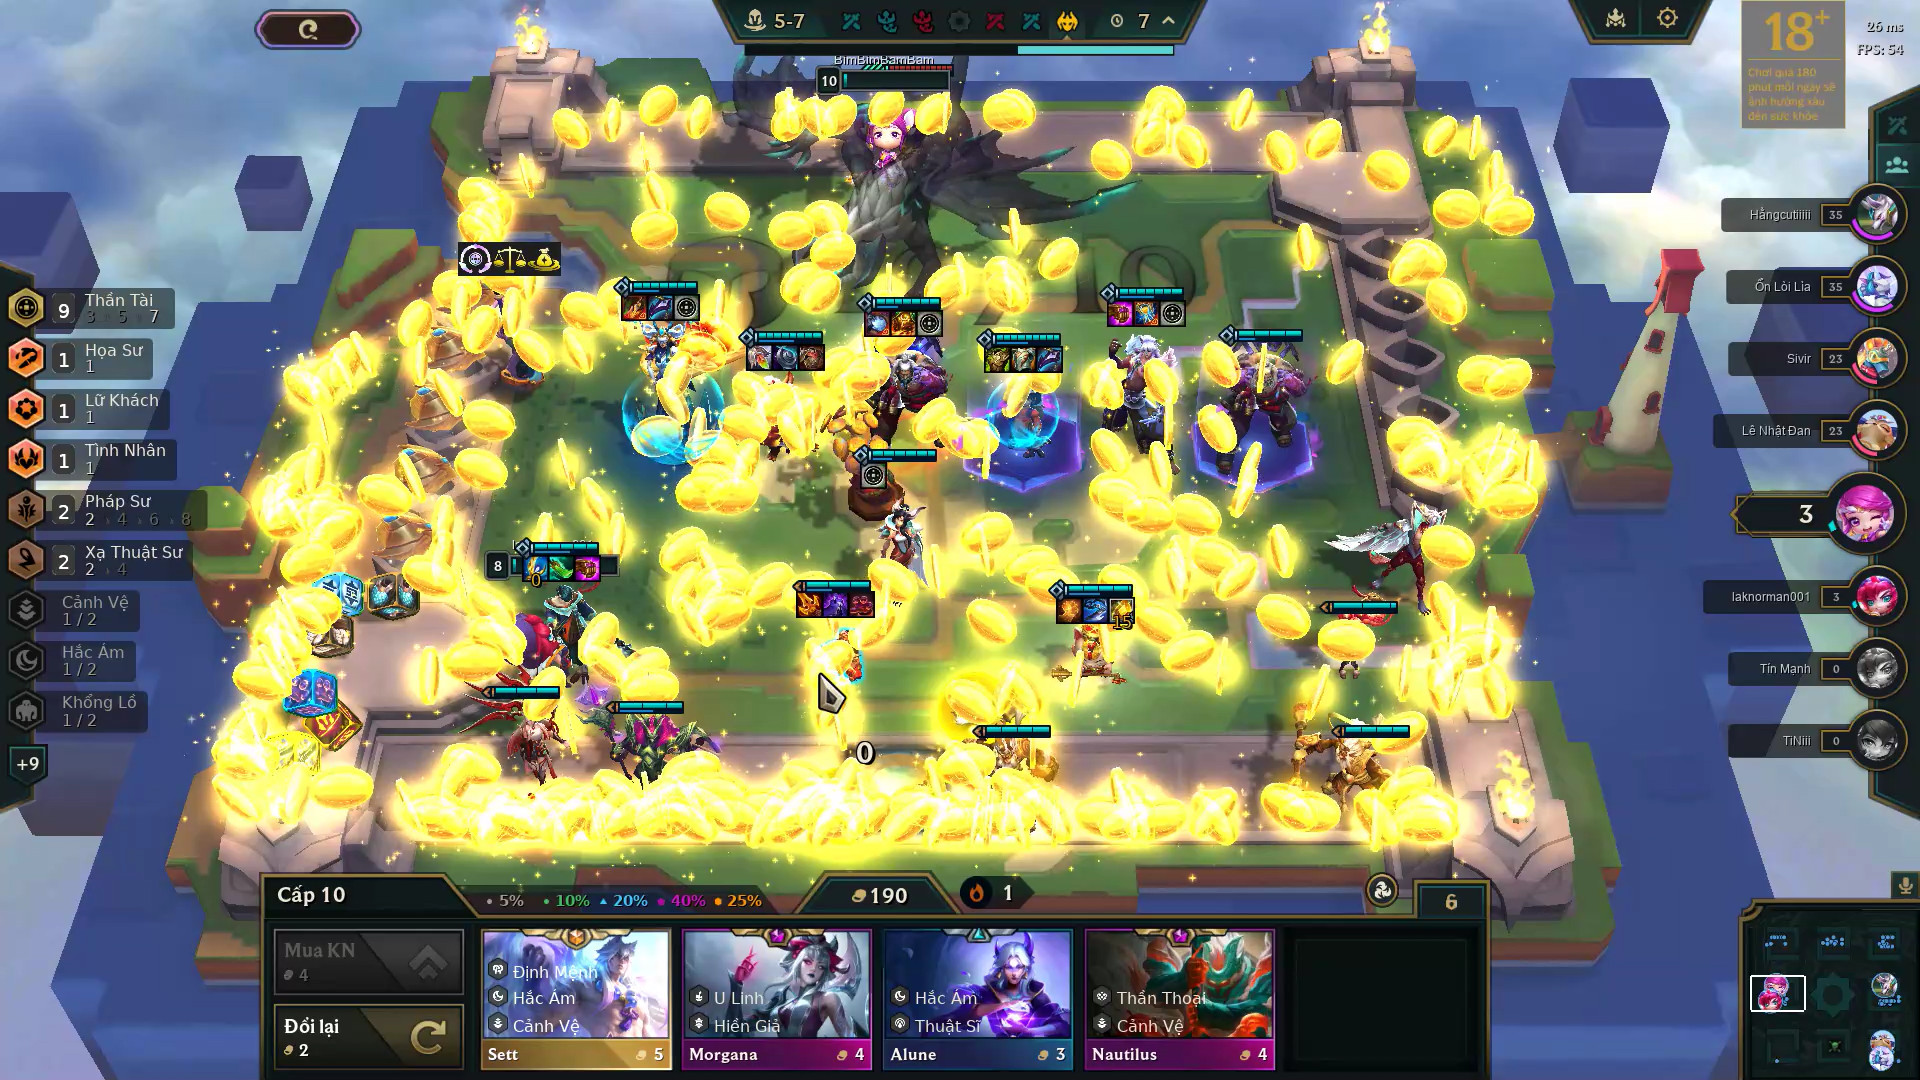 5-7
7
18+
Chơi quá 180
phút mỗi ngày sẽ
ảnh hưởng xấu
đến sức khỏe
26 ms
FPS: 54
BimBimBamBam
10
Hằngcutiiiii
35
Ổn Lòi Lìa
35
Sivir
23
Lê Nhật Đan
23
3
laknorman001
3
Tín Mạnh
0
TiNiii
0
9
Thần Tài
3 5 7
1
Họa Sư
1
1
Lữ Khách
1
1
Tình Nhân
1
2
Pháp Sư
2 4 6 8
2
Xạ Thuật Sư
2 4
Cảnh Vệ
1 / 2
Hắc Ám
1 / 2
Khổng Lồ
1 / 2
+9
8
0
15
0
Cấp 10
5%
10%
20%
40%
25%
190
1
6
Mua KN
4
Đổi lại
2
Định Mệnh
Hắc Ám
Cảnh Vệ
Sett
5
U Linh
Hiền Giả
Morgana
4
Hắc Ám
Thuật Sĩ
Alune
3
Thần Thoại
Cảnh Vệ
Nautilus
4